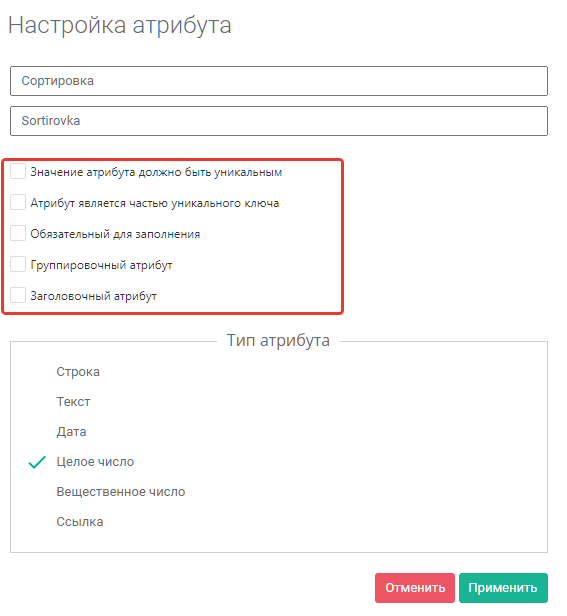 Настройка атрибута
Сортировка
Sortirovka
Значение атрибута должно быть уникальным
Атрибут является частью уникального ключа
Обязательный для заполнения
Группировочный атрибут
Заголовочный атрибут
Тип атрибута
Строка
Текст
Дата
Целое число
Вещественное число
Ссылка
Отменить Применить